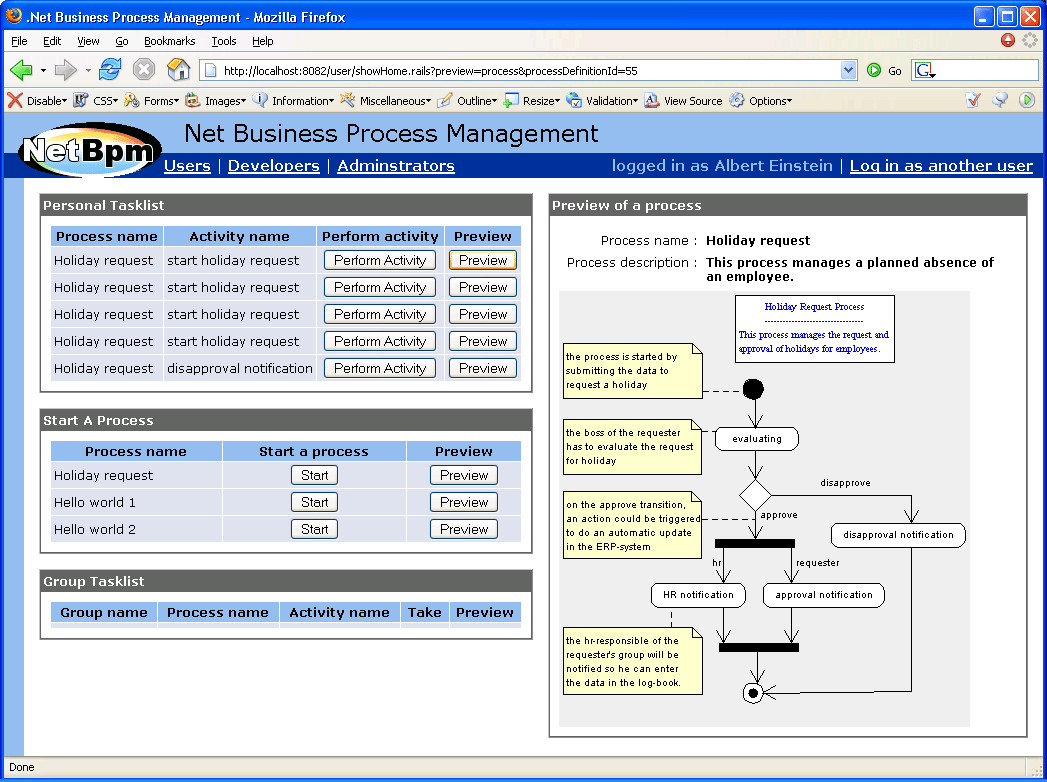 .Net Business Process Management - Mozilla Firefox
File Edit View Go Bookmarks Tools Help
http://localhost:8082/user/showHome.rails?preview=process&processDefinitionId=55
Go
G
Disable CSS Forms Images Information Miscellaneous Outline Resize Validation View Source Options
NetBpm
Net Business Process Management
Users | Developers | Adminstrators
logged in as Albert Einstein | Log in as another user
Personal Tasklist
Process name Activity name Perform activity Preview
Holiday request start holiday request Perform Activity Preview
Holiday request start holiday request Perform Activity Preview
Holiday request start holiday request Perform Activity Preview
Holiday request start holiday request Perform Activity Preview
Holiday request disapproval notification Perform Activity Preview
Start A Process
Process name Start a process Preview
Holiday request Start Preview
Hello world 1 Start Preview
Hello world 2 Start Preview
Group Tasklist
Group name Process name Activity name Take Preview
Preview of a process
Process name : Holiday request
Process description : This process manages a planned absence of
an employee.
Holiday Request Process
---------------------------------
This process manages the request and
approval of holidays for employees.
the process is started by
submitting the data to
request a holiday
the boss of the requester
has to evaluate the request
for holiday
evaluating
disapprove
on the approve transition,
an action could be triggered
to do an automatic update
in the ERP-system
approve
disapproval notification
hr
requester
HR notification
approval notification
the hr-responsible of the
requester's group will be
notified so he can enter
the data in the log-book.
Done